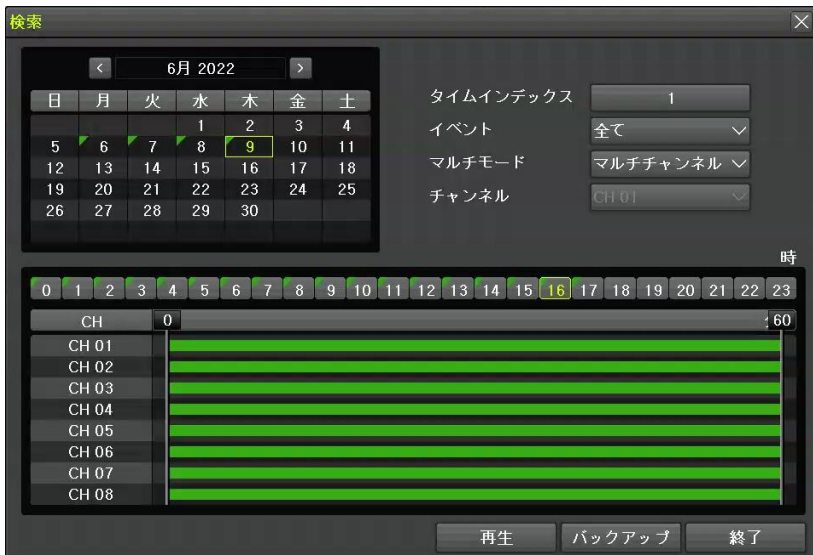 検索
< 6月 2022 >
日 月 火 水 木 金 土
1 2 3 4
5 6 7 8 9 10 11
12 13 14 15 16 17 18
19 20 21 22 23 24 25
26 27 28 29 30
タイムインデックス 1
イベント 全て
マルチモード マルチチャンネル
チャンネル CH 01
時
0 1 2 3 4 5 6 7 8 9 10 11 12 13 14 15 16 17 18 19 20 21 22 23
CH 0 60
CH 01
CH 02
CH 03
CH 04
CH 05
CH 06
CH 07
CH 08
再生 バックアップ 終了